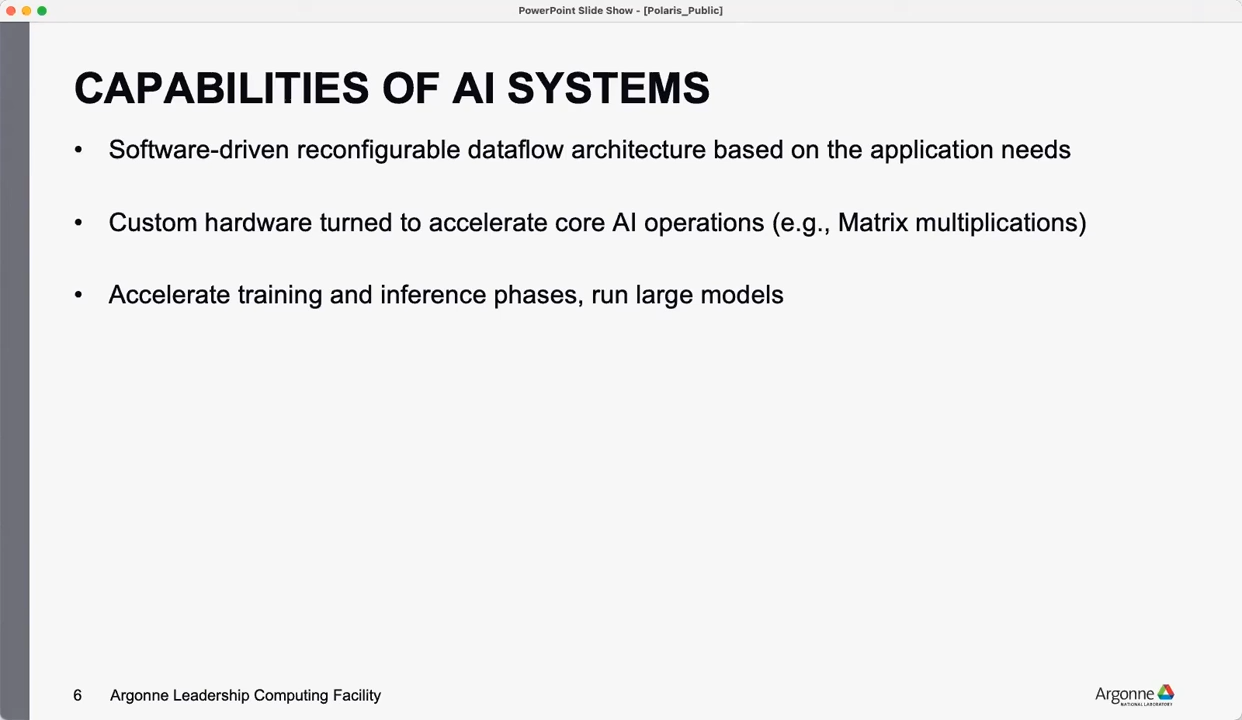 PowerPoint Slide Show - [Polaris_Public]
CAPABILITIES OF AI SYSTEMS
• Software-driven reconfigurable dataflow architecture based on the application needs
• Custom hardware turned to accelerate core AI operations (e.g., Matrix multiplications)
• Accelerate training and inference phases, run large models
6 Argonne Leadership Computing Facility
Argonne
NATIONAL LABORATORY